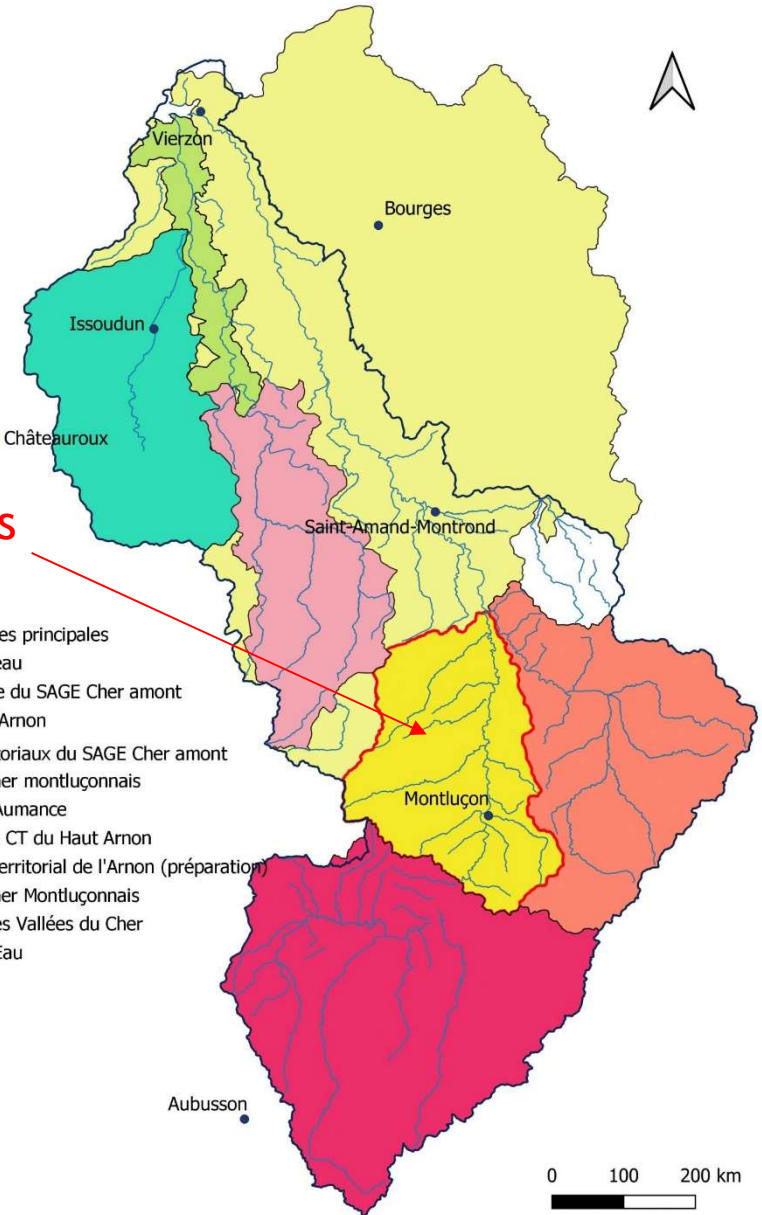 Vierzon
Bourges
Issoudun
Châteauroux
S
Saint-Amand-Montrond
es principales
eau
e du SAGE Cher amont
Arnon
toriaux du SAGE Cher amont
her montluçonnais
Aumance
CT du Haut Arnon
Montluçon
erritorial de l'Arnon (préparation)
her Montluçonnais
es Vallées du Cher
Eau
Aubusson
0 100 200 km